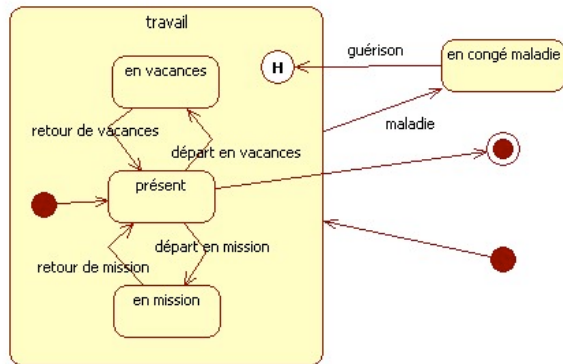 travail
en vacances
H
guérison
en congé maladie
maladie
retour de vacances
départ en vacances
présent
départ en mission
retour de mission
en mission